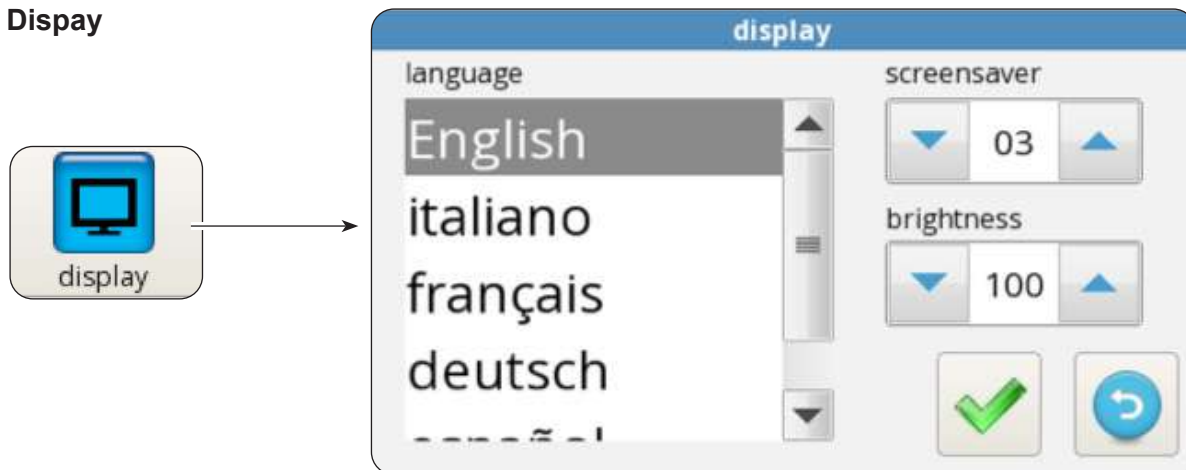 Dispay
display
display
language
English
italiano
français
deutsch
screensaver
03
brightness
100